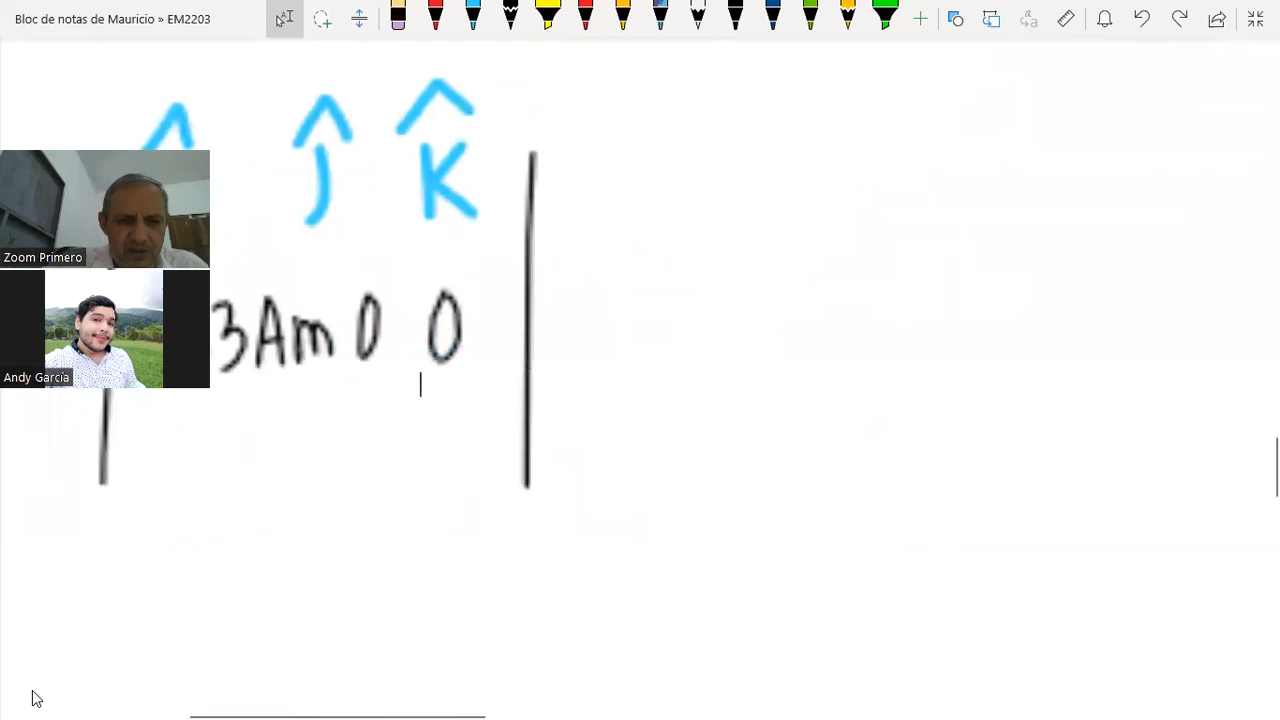 Bloc de notas de Mauricio » EM2203
J K
Zoom Primero
3Am 0 0
Andy Garcia